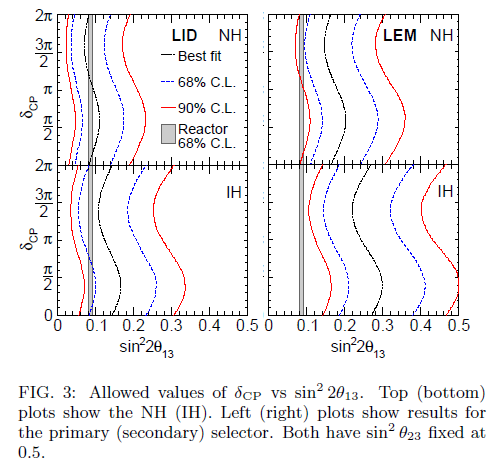 2π
3π
2
π
π
2
2π
3π
2
π
π
2
0
δCP
δCP
LID NH
Best fit
68% C.L.
90% C.L.
Reactor
68% C.L.
LEM NH
IH
IH
0 0.1 0.2 0.3 0.4 0.5
0 0.1 0.2 0.3 0.4 0.5
sin²2θ13
sin²2θ13
FIG. 3: Allowed values of δCP vs sin² 2θ13. Top (bottom)
plots show the NH (IH). Left (right) plots show results for
the primary (secondary) selector. Both have sin² θ23 fixed at
0.5.